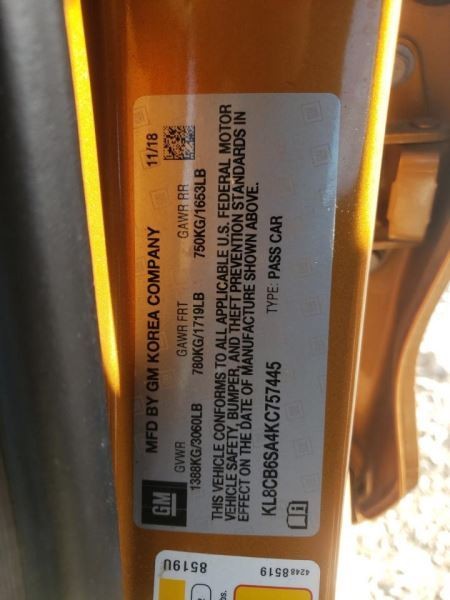 MFD BY GM KOREA COMPANY 11/18
GVWR GAWR FRT GAWR RR
1388KG/3060LB 780KG/1719LB 750KG/1653LB
THIS VEHICLE CONFORMS TO ALL APPLICABLE U.S. FEDERAL MOTOR
VEHICLE SAFETY, BUMPER, AND THEFT PREVENTION STANDARDS IN
EFFECT ON THE DATE OF MANUFACTURE SHOWN ABOVE.
KL8CB6SA4KC757445 TYPE: PASS CAR
GM
4248 8519
8519U